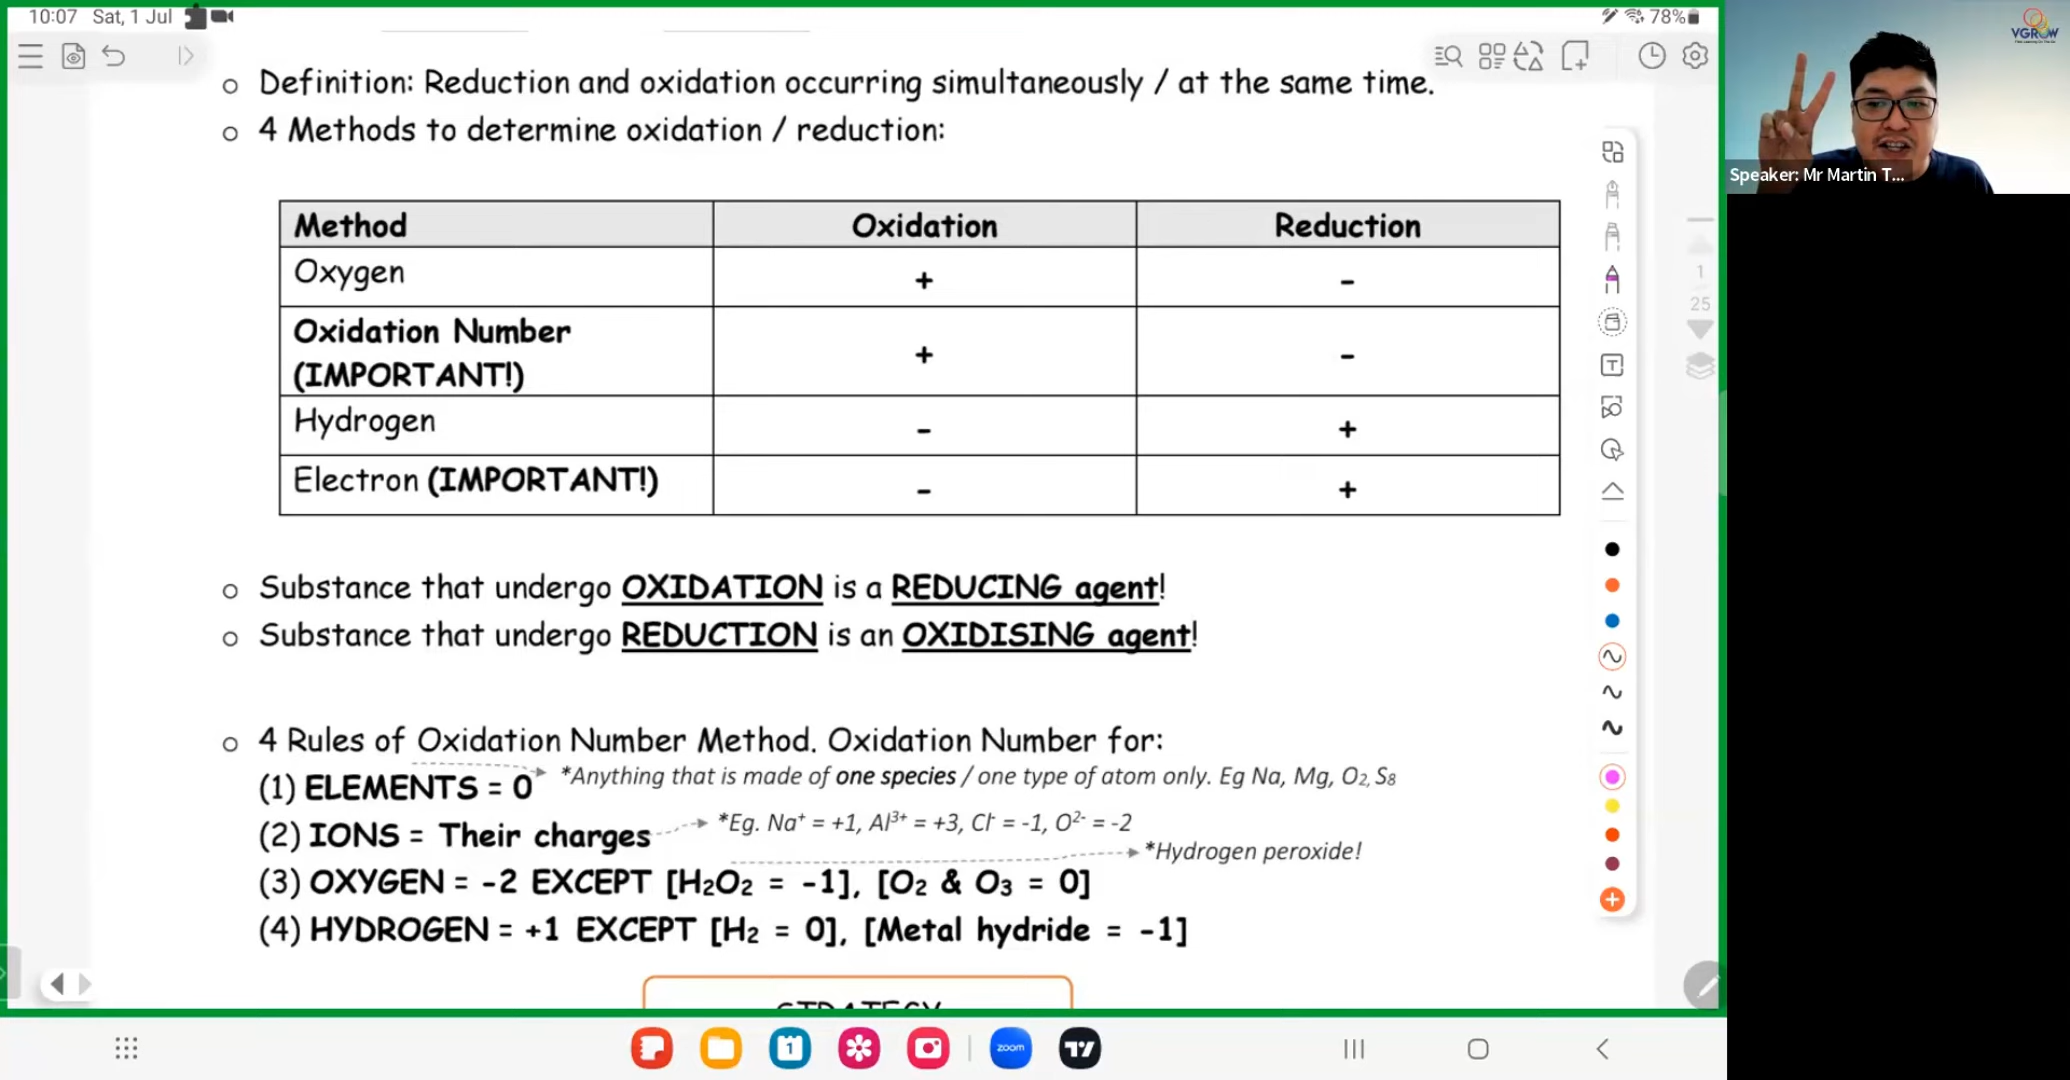 10:07 Sat, 1 Jul
78%
VGROW
Speaker: Mr Martin T...
o Definition: Reduction and oxidation occurring simultaneously / at the same time.
o 4 Methods to determine oxidation / reduction:
Method Oxidation Reduction
Oxygen + -
Oxidation Number (IMPORTANT!) + -
Hydrogen - +
Electron (IMPORTANT!) - +
o Substance that undergo OXIDATION is a REDUCING agent!
o Substance that undergo REDUCTION is an OXIDISING agent!
o 4 Rules of Oxidation Number Method. Oxidation Number for:
(1) ELEMENTS = 0 *Anything that is made of one species / one type of atom only. Eg Na, Mg, O₂, S₈
(2) IONS = Their charges *Eg. Na⁺ = +1, Al³⁺ = +3, Cl⁻ = -1, O²⁻ = -2
*Hydrogen peroxide!
(3) OXYGEN = -2 EXCEPT [H₂O₂ = -1], [O₂ & O₃ = 0]
(4) HYDROGEN = +1 EXCEPT [H₂ = 0], [Metal hydride = -1]
STRATEGY
1
25
1
zoom